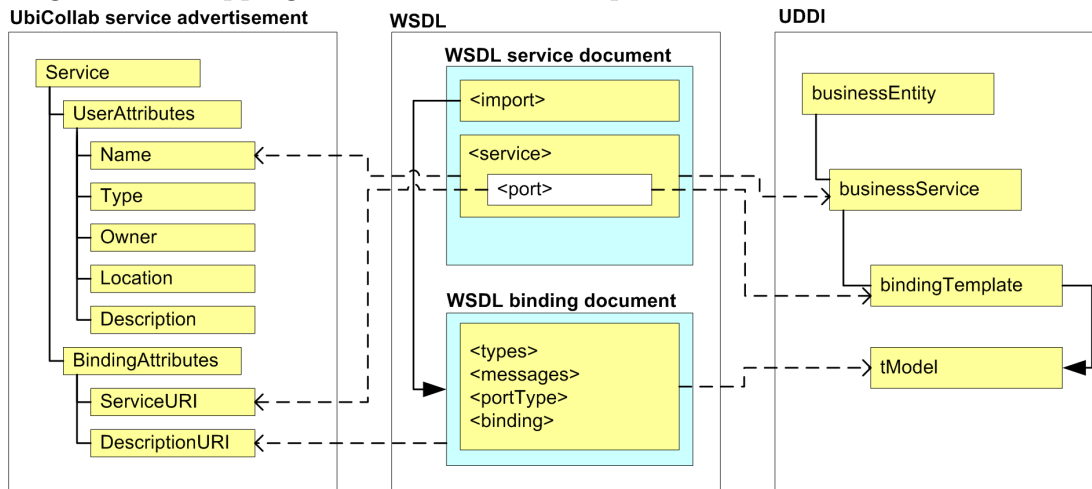 UbiCollab service advertisement
Service
UserAttributes
Name
Type
Owner
Location
Description
BindingAttributes
ServiceURI
DescriptionURI
WSDL
WSDL service document
<import>
<service>
<port>
WSDL binding document
<types>
<messages>
<portType>
<binding>
UDDI
businessEntity
businessService
bindingTemplate
tModel